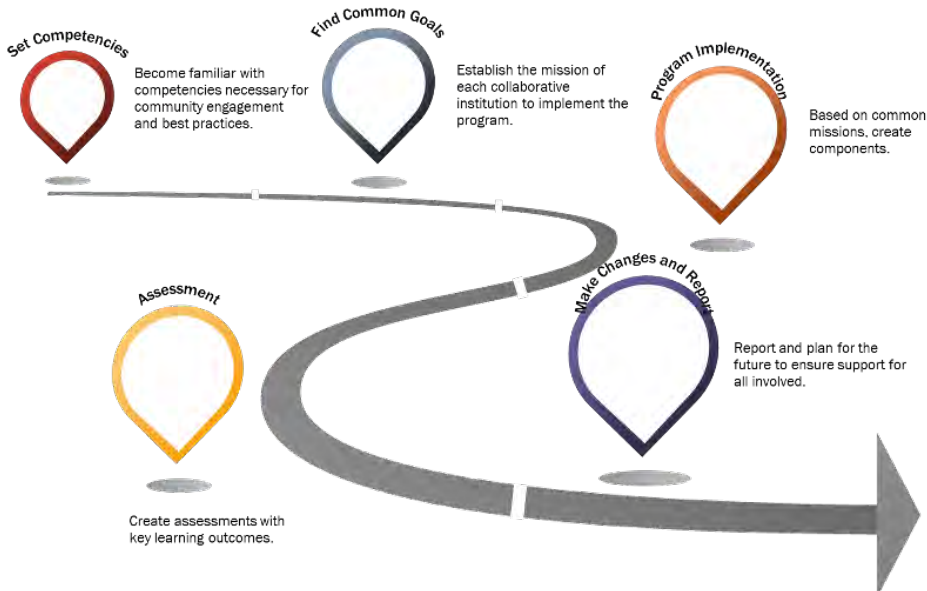 Set Competencies
Become familiar with
competencies necessary for
community engagement
and best practices.
Find Common Goals
Establish the mission of
each collaborative
institution to implement the
program.
Program Implementation
Based on common
missions, create
components.
Assessment
Create assessments with
key learning outcomes.
Make Changes and Report
Report and plan for the
future to ensure support for
all involved.